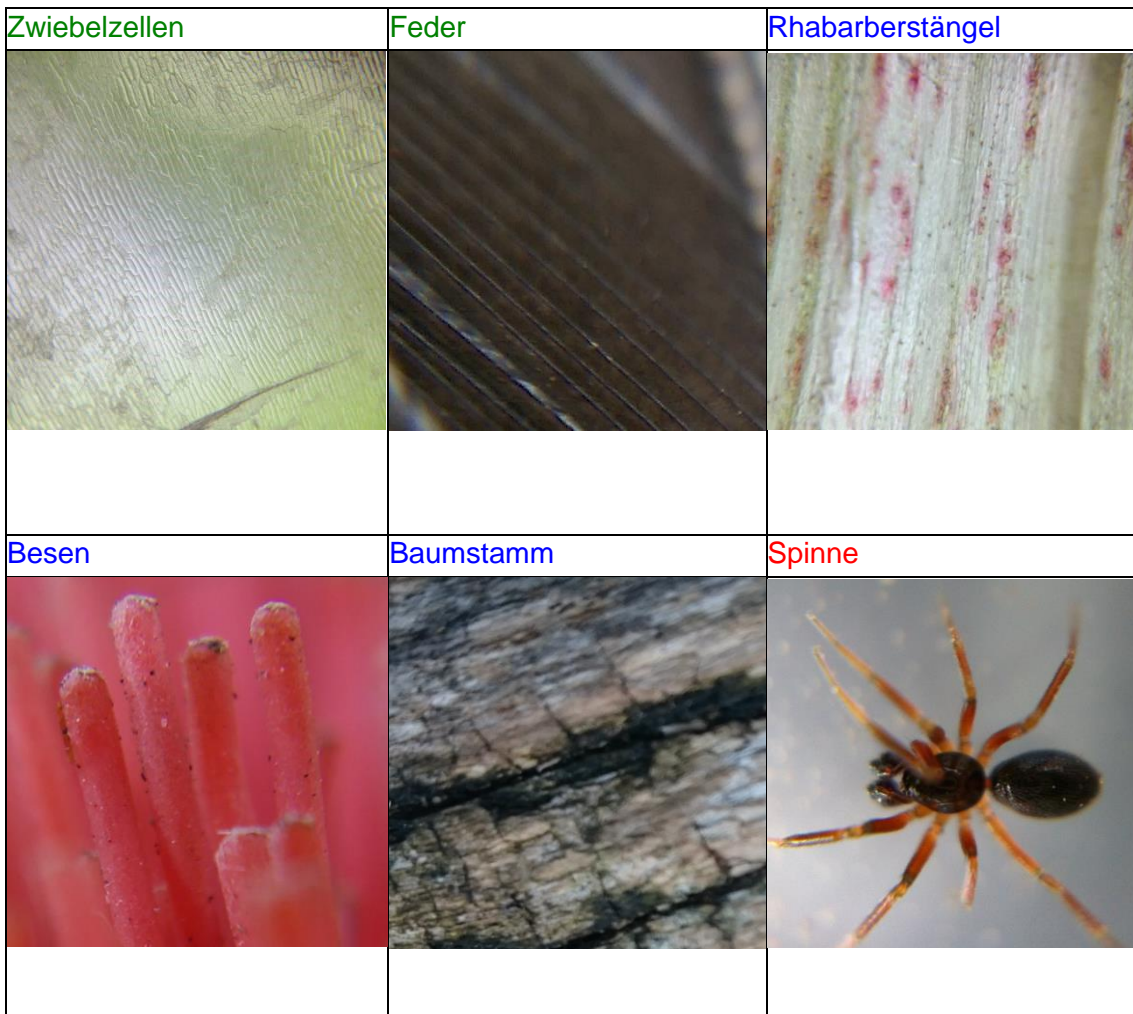 Zwiebelzellen
Feder
Rhabarberstängel
Besen
Baumstamm
Spinne